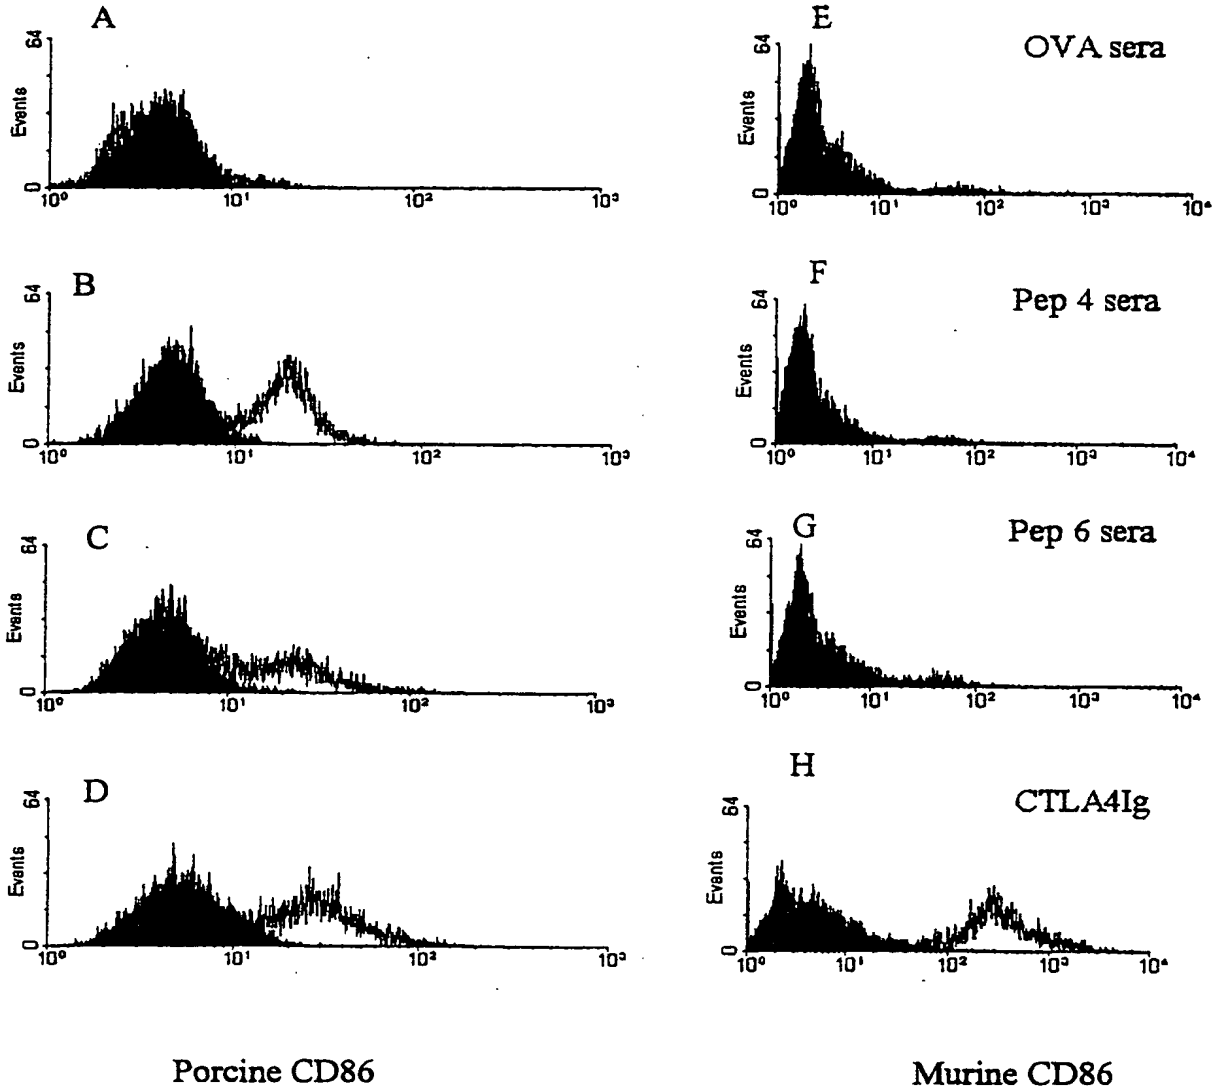 A
64
Events
0
10⁰
10¹
10²
10³
E
OVA sera
64
Events
0
10⁰
10¹
10²
10³
10⁴
B
64
Events
0
10⁰
10¹
10²
10³
F
Pep 4 sera
64
Events
0
10⁰
10¹
10²
10³
10⁴
C
64
Events
0
10⁰
10¹
10²
10³
G
Pep 6 sera
64
Events
0
10⁰
10¹
10²
10³
10⁴
D
64
Events
0
10⁰
10¹
10²
10³
H
CTLA4Ig
64
Events
0
10⁰
10¹
10²
10³
10⁴
Porcine CD86
Murine CD86